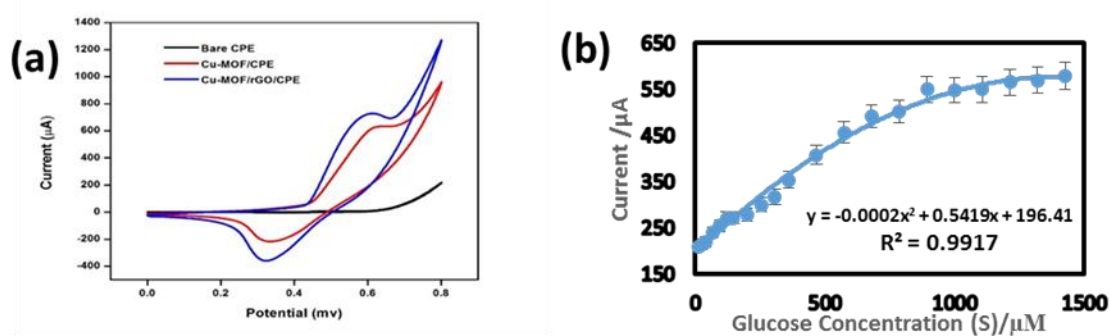 (a)
1400
1200
1000
800
600
400
200
0
-200
-400
Current (µA)
Bare CPE
Cu-MOF/CPE
Cu-MOF/rGO/CPE
0.0 0.2 0.4 0.6 0.8
Potential (mv)
(b)
650
550
450
350
250
150
Current /µA
y = -0.0002x² + 0.5419x + 196.41
R² = 0.9917
0 500 1000 1500
Glucose Concentration (S)/µM